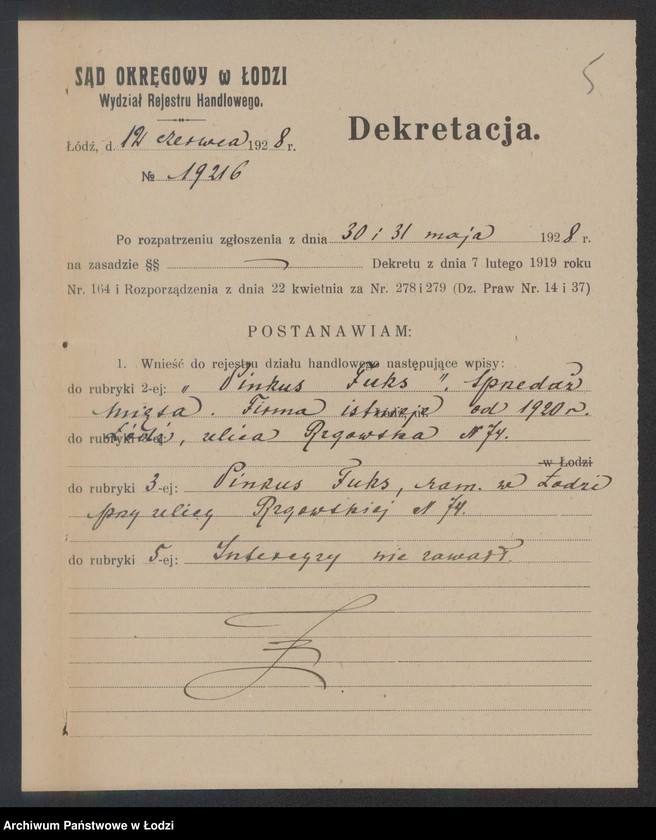 5
SĄD OKRĘGOWY w ŁODZI
Wydział Rejestru Handlowego.
Dekretacja.
Łódź, d. 12 czerwca 1928 r.
№ 19216
Po rozpatrzeniu zgłoszenia z dnia 30 i 31 maja 1928 r.
na zasadzie §§ Dekretu z dnia 7 lutego 1919 roku
Nr. 164 i Rozporządzenia z dnia 22 kwietnia za Nr. 278 i 279 (Dz. Praw Nr. 14 i 37)
POSTANAWIAM:
1. Wnieść do rejestru działu handlowego następujące wpisy:
do rubryki 2-ej: „Pinkus Fuks". Sprzedaż
mięsa. Firma istnieje od 1920 r.
do rubryki Łódź, ulica Rzgowska N 74.
w Łodzi
do rubryki 3-ej: Pinkus Fuks, zam. w Łodzi
przy ulicy Rzgowskiej N 74.
do rubryki 5-ej: Intercyzy nie zawarł.
Archiwum Państwowe w Łodzi